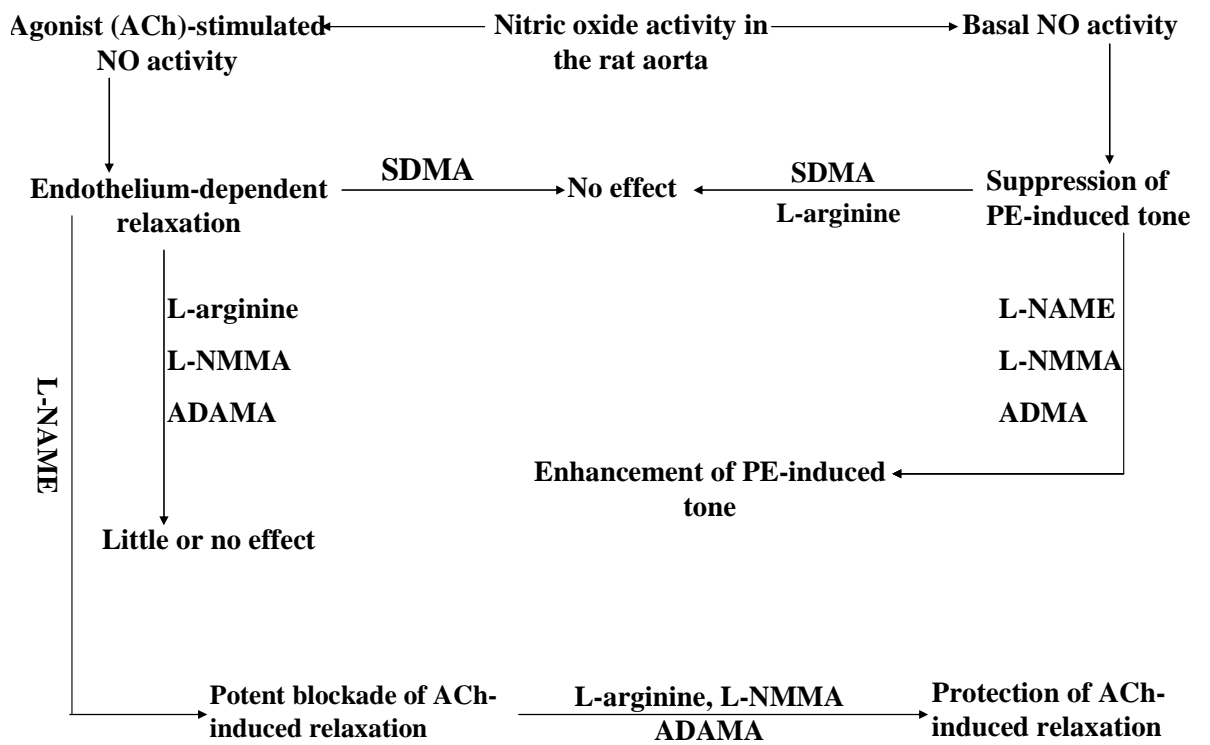 Agonist (ACh)-stimulated
NO activity
Nitric oxide activity in
the rat aorta
Basal NO activity
Endothelium-dependent
relaxation
SDMA
No effect
SDMA
L-arginine
Suppression of
PE-induced tone
L-arginine
L-NMMA
ADAMA
L-NAME
L-NAME
L-NMMA
ADMA
Enhancement of PE-induced
tone
Little or no effect
Potent blockade of ACh-
induced relaxation
L-arginine, L-NMMA
ADAMA
Protection of ACh-
induced relaxation